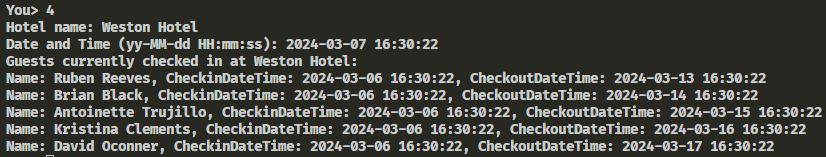 You> 4
Hotel name: Weston Hotel
Date and Time (yy-MM-dd HH:mm:ss): 2024-03-07 16:30:22
Guests currently checked in at Weston Hotel:
Name: Ruben Reeves, CheckinDateTime: 2024-03-06 16:30:22, CheckoutDateTime: 2024-03-13 16:30:22
Name: Brian Black, CheckinDateTime: 2024-03-06 16:30:22, CheckoutDateTime: 2024-03-14 16:30:22
Name: Antoinette Trujillo, CheckinDateTime: 2024-03-06 16:30:22, CheckoutDateTime: 2024-03-15 16:30:22
Name: Kristina Clements, CheckinDateTime: 2024-03-06 16:30:22, CheckoutDateTime: 2024-03-16 16:30:22
Name: David Oconner, CheckinDateTime: 2024-03-06 16:30:22, CheckoutDateTime: 2024-03-17 16:30:22